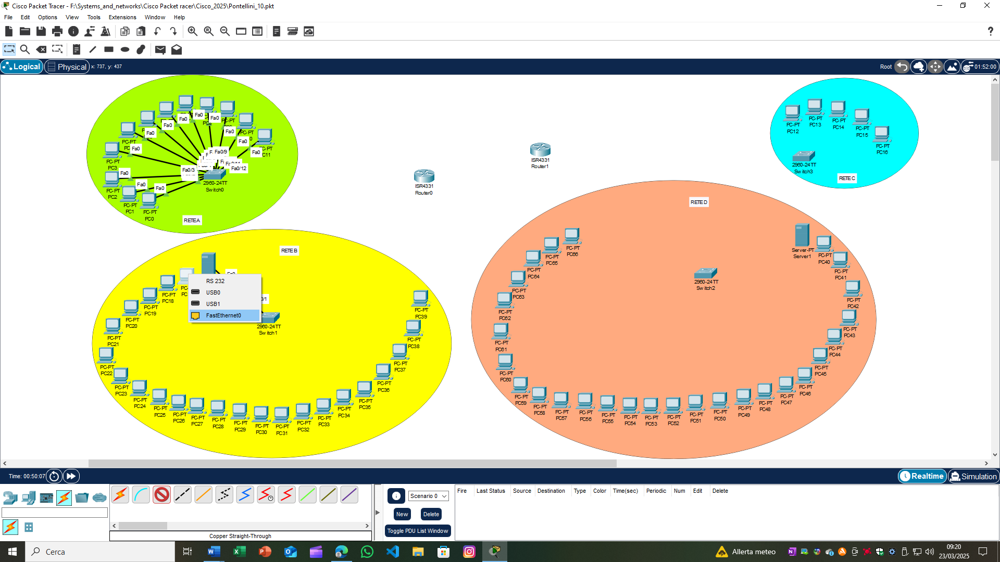 Cisco Packet Tracer - F:\Systems_and_networks\Cisco Packet racer\Cisco_2025\Pontellini_10.pkt
File Edit Options View Tools Extensions Window Help
Logical Physical x: 737, y: 437 Root 01:52:00
Fa0 Fa0 Fa0 Fa0 Fa0 Fa0 Fa0 Fa0 Fa0 Fa0 Fa0 Fa0
Fa0/9
Fa0/3
Fa0/12
PC-PT
PC11
PC-PT
PC3
PC-PT
PC2
PC-PT
PC1
PC-PT
PC0
2960-24TT
Switch0
RETE A
ISR4331
Router0
ISR4331
Router1
PC-PT
PC12
PC-PT
PC13
PC-PT
PC14
PC-PT
PC15
PC-PT
PC16
2960-24TT
Switch3
RETE C
RETE B
RS 232
USB0
USB1
FastEthernet0
2960-24TT
Switch1
PC-PT
PC18
PC-PT
PC19
PC-PT
PC20
PC-PT
PC21
PC-PT
PC22
PC-PT
PC23
PC-PT
PC24
PC-PT
PC25
PC-PT
PC26
PC-PT
PC27
PC-PT
PC28
PC-PT
PC29
PC-PT
PC30
PC-PT
PC31
PC-PT
PC32
PC-PT
PC33
PC-PT
PC34
PC-PT
PC35
PC-PT
PC36
PC-PT
PC37
PC-PT
PC38
PC-PT
PC39
RETE D
Server-PT
Server1
PC-PT
PC40
PC-PT
PC41
PC-PT
PC42
PC-PT
PC43
PC-PT
PC44
PC-PT
PC45
PC-PT
PC46
PC-PT
PC47
PC-PT
PC48
PC-PT
PC49
PC-PT
PC50
PC-PT
PC51
PC-PT
PC52
PC-PT
PC53
PC-PT
PC54
PC-PT
PC55
PC-PT
PC56
PC-PT
PC57
PC-PT
PC58
PC-PT
PC59
PC-PT
PC60
PC-PT
PC61
PC-PT
PC62
PC-PT
PC63
PC-PT
PC64
PC-PT
PC65
PC-PT
PC66
2960-24TT
Switch2
Time: 00:50:07 Realtime Simulation
Scenario 0
New Delete
Toggle PDU List Window
Fire Last Status Source Destination Type Color Time(sec) Periodic Num Edit Delete
Copper Straight-Through
Cerca
Allerta meteo
09:20
23/03/2025